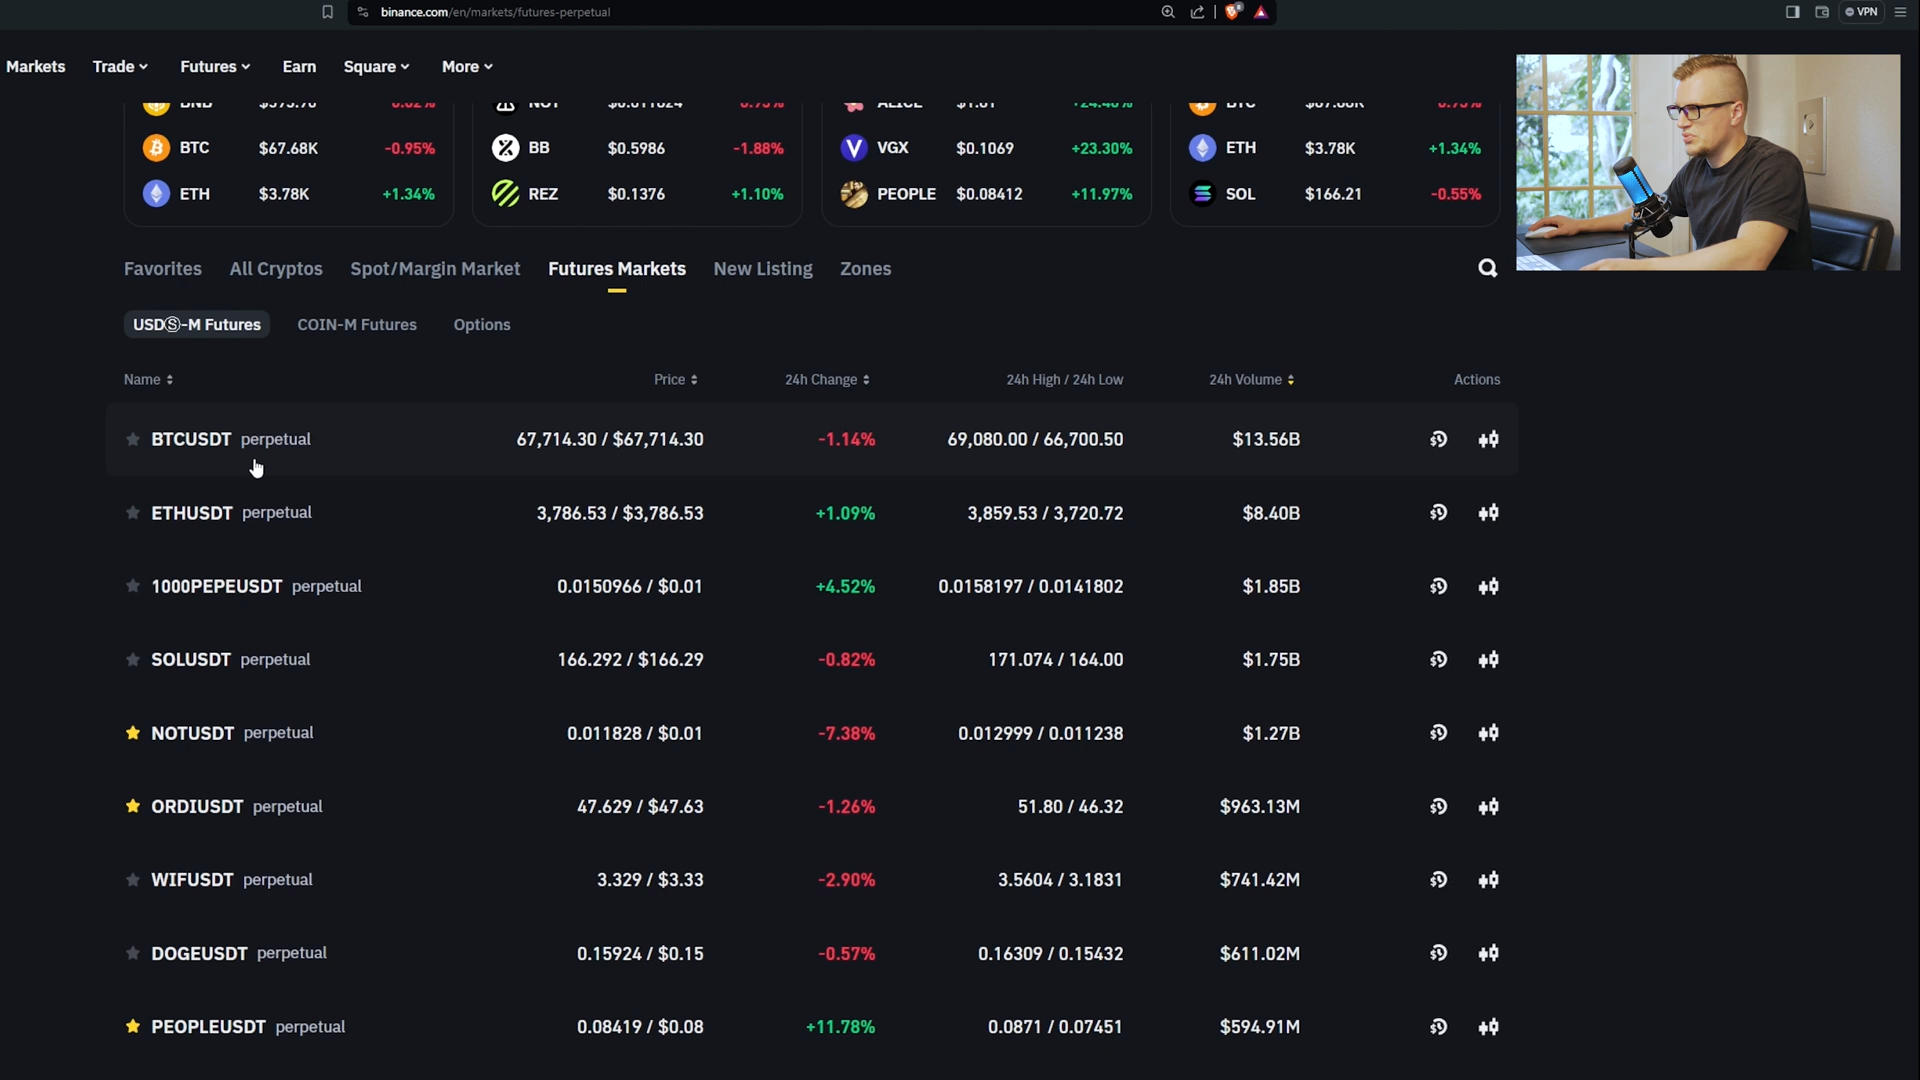 binance.com/en/markets/futures-perpetual
VPN
Markets Trade Futures Earn Square More
BNB
NOT
ALICE
BTC
BTC $67.68K -0.95%
BB $0.5986 -1.88%
VGX $0.1069 +23.30%
ETH $3.78K +1.34%
ETH $3.78K +1.34%
REZ $0.1376 +1.10%
PEOPLE $0.08412 +11.97%
SOL $166.21 -0.55%
Favorites All Cryptos Spot/Margin Market Futures Markets New Listing Zones
USDⓈ-M Futures COIN-M Futures Options
Name Price 24h Change 24h High / 24h Low 24h Volume Actions
BTCUSDT perpetual 67,714.30 / $67,714.30 -1.14% 69,080.00 / 66,700.50 $13.56B
ETHUSDT perpetual 3,786.53 / $3,786.53 +1.09% 3,859.53 / 3,720.72 $8.40B
1000PEPEUSDT perpetual 0.0150966 / $0.01 +4.52% 0.0158197 / 0.0141802 $1.85B
SOLUSDT perpetual 166.292 / $166.29 -0.82% 171.074 / 164.00 $1.75B
NOTUSDT perpetual 0.011828 / $0.01 -7.38% 0.012999 / 0.011238 $1.27B
ORDIUSDT perpetual 47.629 / $47.63 -1.26% 51.80 / 46.32 $963.13M
WIFUSDT perpetual 3.329 / $3.33 -2.90% 3.5604 / 3.1831 $741.42M
DOGEUSDT perpetual 0.15924 / $0.15 -0.57% 0.16309 / 0.15432 $611.02M
PEOPLEUSDT perpetual 0.08419 / $0.08 +11.78% 0.0871 / 0.07451 $594.91M